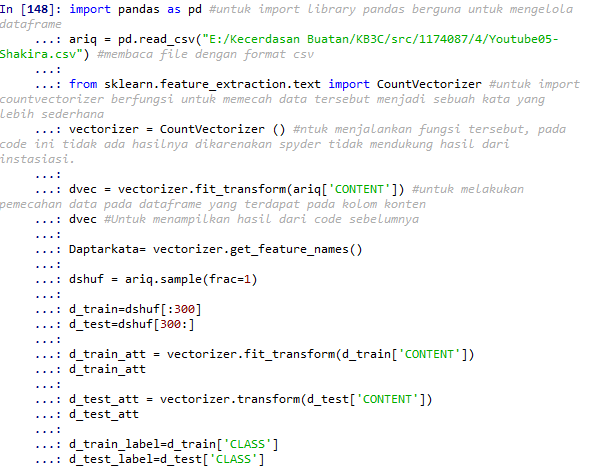 In [148]: import pandas as pd #untuk import library pandas berguna untuk mengelola
dataframe
...: ariq = pd.read_csv("E:/Kecerdasan Buatan/KB3C/src/1174087/4/Youtube05-
Shakira.csv") #membaca file dengan format csv
...:
...: from sklearn.feature_extraction.text import CountVectorizer #untuk import
countvectorizer berfungsi untuk memecah data tersebut menjadi sebuah kata yang
lebih sederhana
...: vectorizer = CountVectorizer () #ntuk menjalankan fungsi tersebut, pada
code ini tidak ada hasilnya dikarenakan spyder tidak mendukung hasil dari
instasiasi.
...:
...: dvec = vectorizer.fit_transform(ariq['CONTENT']) #untuk melakukan
pemecahan data pada dataframe yang terdapat pada kolom konten
...: dvec #Untuk menampilkan hasil dari code sebelumnya
...:
...: Daptarkata= vectorizer.get_feature_names()
...:
...: dshuf = ariq.sample(frac=1)
...:
...: d_train=dshuf[:300]
...: d_test=dshuf[300:]
...:
...: d_train_att = vectorizer.fit_transform(d_train['CONTENT'])
...: d_train_att
...:
...: d_test_att = vectorizer.transform(d_test['CONTENT'])
...: d_test_att
...:
...: d_train_label=d_train['CLASS']
...: d_test_label=d_test['CLASS']